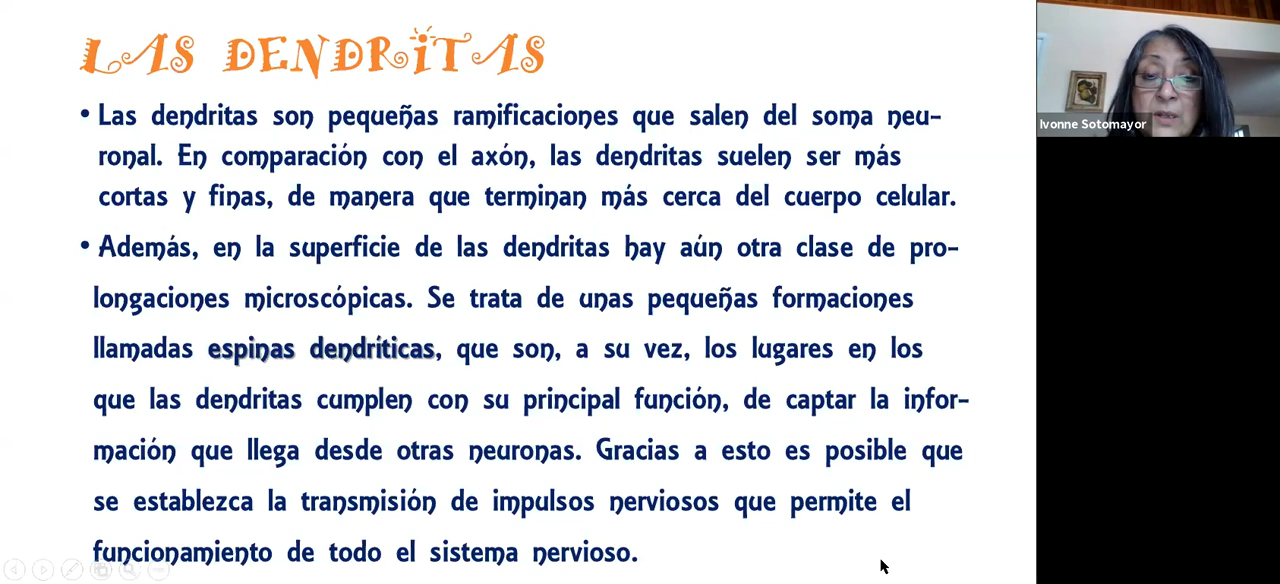 LAS DENDRITAS
• Las dendritas son pequeñas ramificaciones que salen del soma neu-
ronal. En comparación con el axón, las dendritas suelen ser más
cortas y finas, de manera que terminan más cerca del cuerpo celular.
• Además, en la superficie de las dendritas hay aún otra clase de pro-
longaciones microscópicas. Se trata de unas pequeñas formaciones
llamadas espinas dendríticas, que son, a su vez, los lugares en los
que las dendritas cumplen con su principal función, de captar la infor-
mación que llega desde otras neuronas. Gracias a esto es posible que
se establezca la transmisión de impulsos nerviosos que permite el
funcionamiento de todo el sistema nervioso.
Ivonne Sotomayor